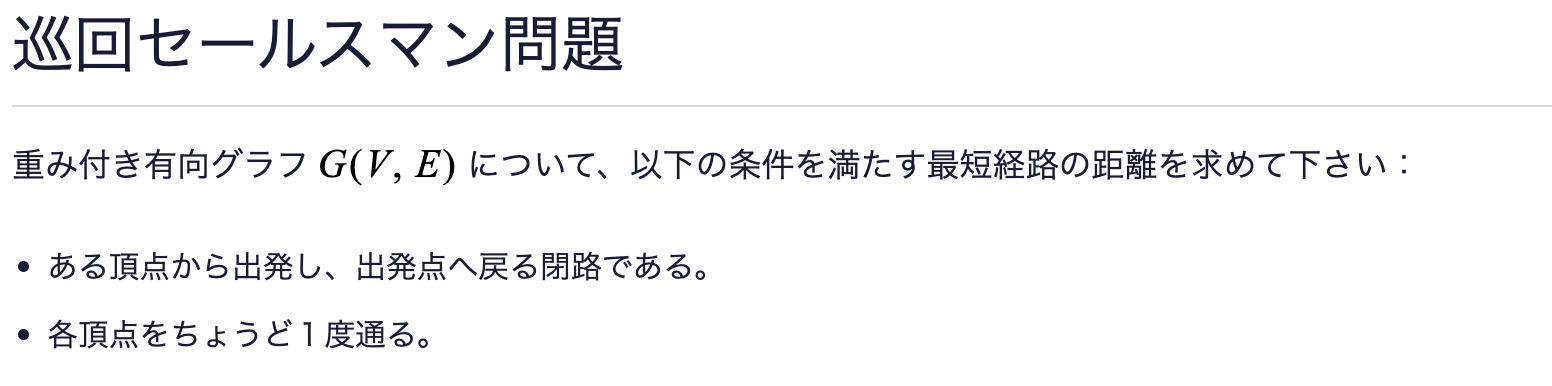 巡回セールスマン問題
重み付き有向グラフ G(V, E) について、以下の条件を満たす最短経路の距離を求めて下さい：
• ある頂点から出発し、出発点へ戻る閉路である。
• 各頂点をちょうど 1 度通る。